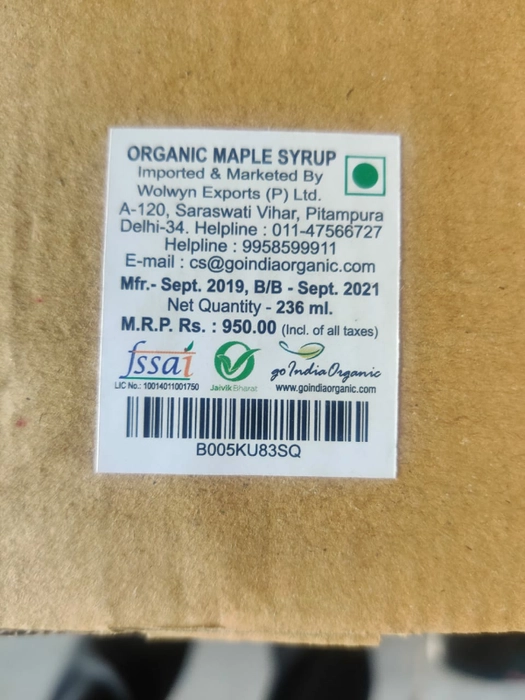 ORGANIC MAPLE SYRUP
Imported & Marketed By
Wolwyn Exports (P) Ltd.
A-120, Saraswati Vihar, Pitampura
Delhi-34. Helpline : 011-47566727
Helpline : 9958599911
E-mail : cs@goindiaorganic.com
Mfr.- Sept. 2019, B/B - Sept. 2021
Net Quantity - 236 ml.
M.R.P. Rs. : 950.00 (Incl. of all taxes)
fssai
LIC No.: 10014011001750
Jaivik Bharat
go IndiaOrganic
www.goindiaorganic.com
B005KU83SQ